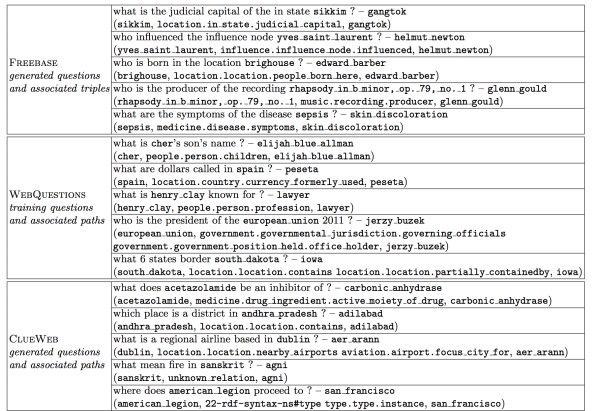 what is the judicial capital of the in state sikkim ? – gangtok
(sikkim, location.in_state.judicial_capital, gangtok)
who influenced the influence node yves_saint_laurent ? – helmut_newton
(yves_saint_laurent, influence.influence_node.influenced, helmut_newton)
FREEBASE
who is born in the location brighouse ? – edward_barber
generated questions
(brighouse, location.location.people_born_here, edward_barber)
and associated triples
who is the producer of the recording rhapsody_in_b_minor,_op._79,_no._1 ? – glenn_gould
(rhapsody_in_b_minor,_op._79,_no._1, music.recording.producer, glenn_gould)
what are the symptoms of the disease sepsis ? – skin_discoloration
(sepsis, medicine.disease.symptoms, skin_discoloration)
what is cher's son's name ? – elijah_blue_allman
(cher, people.person.children, elijah_blue_allman)
what are dollars called in spain ? – peseta
(spain, location.country.currency_formerly_used, peseta)
WEBQUESTIONS
what is henry_clay known for ? – lawyer
training questions
(henry_clay, people.person.profession, lawyer)
and associated paths
who is the president of the european_union 2011 ? – jerzy_buzek
(european_union, government.governmental_jurisdiction.governing_officials
government.government_position_held.office_holder, jerzy_buzek)
what 6 states border south_dakota ? – iowa
(south_dakota, location.location.contains location.location.partially_containedby, iowa)
what does acetazolamide be an inhibitor of ? – carbonic_anhydrase
(acetazolamide, medicine.drug_ingredient.active_moiety_of_drug, carbonic_anhydrase)
which place is a district in andhra_pradesh ? – adilabad
(andhra_pradesh, location.location.contains, adilabad)
CLUEWEB
what is a regional airline based in dublin ? – aer_arann
generated questions
(dublin, location.location.nearby_airports aviation.airport.focus_city_for, aer_arann)
and associated paths
what mean fire in sanskrit ? – agni
(sanskrit, unknown_relation, agni)
where does american_legion proceed to ? – san_francisco
(american_legion, 22-rdf-syntax-ns#type type.type.instance, san_francisco)